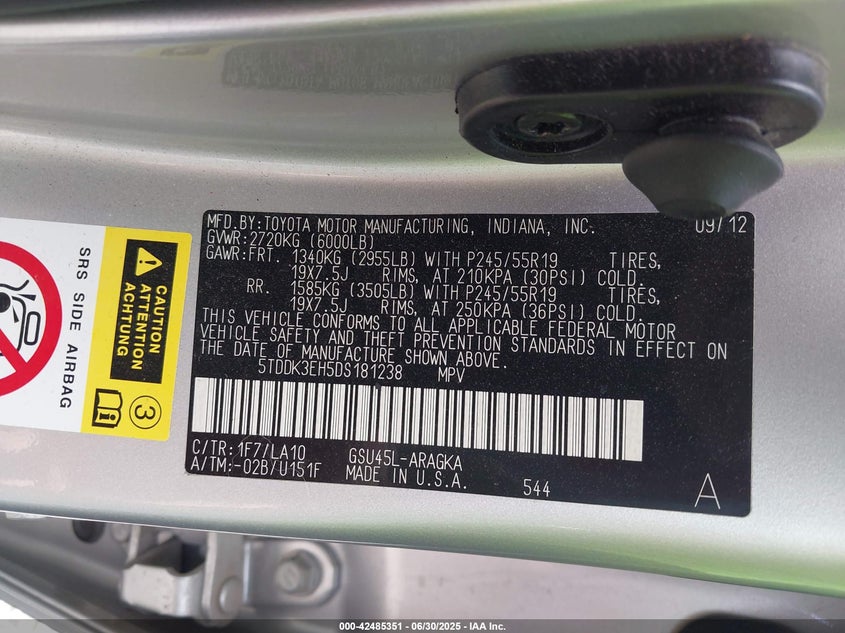 MFD.BY:TOYOTA MOTOR MANUFACTURING, INDIANA, INC. 09/12
GVWR:2720KG (6000LB)
GAWR:FRT. 1340KG (2955LB) WITH P245/55R19 TIRES,
19X7.5J RIMS, AT 210KPA (30PSI) COLD.
RR. 1585KG (3505LB) WITH P245/55R19 TIRES,
19X7.5J RIMS, AT 250KPA (36PSI) COLD.
THIS VEHICLE CONFORMS TO ALL APPLICABLE FEDERAL MOTOR
VEHICLE SAFETY AND THEFT PREVENTION STANDARDS IN EFFECT ON
THE DATE OF MANUFACTURE SHOWN ABOVE.
5TDDK3EH5DS181238 MPV
C/TR:1F7/LA10 GSU45L-ARAGKA
A/TM:-02B/U151F MADE IN U.S.A. 544 A
SRS SIDE AIRBAG
CAUTION
ATTENTION
ACHTUNG
3
000-42485351 - 06/30/2025 - IAA Inc.